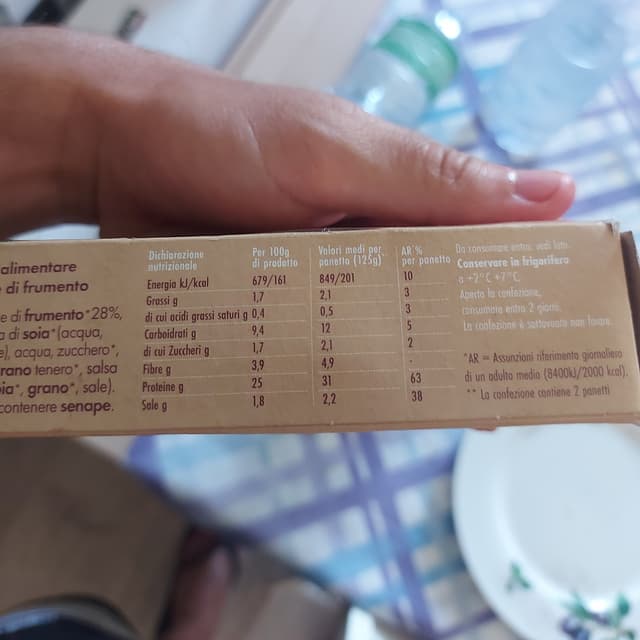 alimentare
di frumento
e di frumento*28%,
a di soia*(acqua,
e), acqua, zucchero*,
rano tenero*, salsa
ia*, grano*, sale).
contenere senape.
Dichiarazione nutrizionale Per 100g di prodotto Valori medi per panetto (125g) AR*% per panetto
Energia kJ/kcal 679/161 849/201 10
Grassi g 1,7 2,1 3
di cui acidi grassi saturi g 0,4 0,5 3
Carboidrati g 9,4 12 5
di cui Zuccheri g 1,7 2,1 2
Fibre g 3,9 4,9 -
Proteine g 25 31 63
Sale g 1,8 2,2 38
Da consumare entro: vedi lato
Conservare in frigorifero
a +2°C +7°C
Aperta la confezione,
consumare entro 2 giorni
La confezione è sottovuoto non forare.
*AR = Assunzioni riferimento giornaliero
di un adulto medio (8400kJ/2000 kcal).
** La confezione contiene 2 panetti